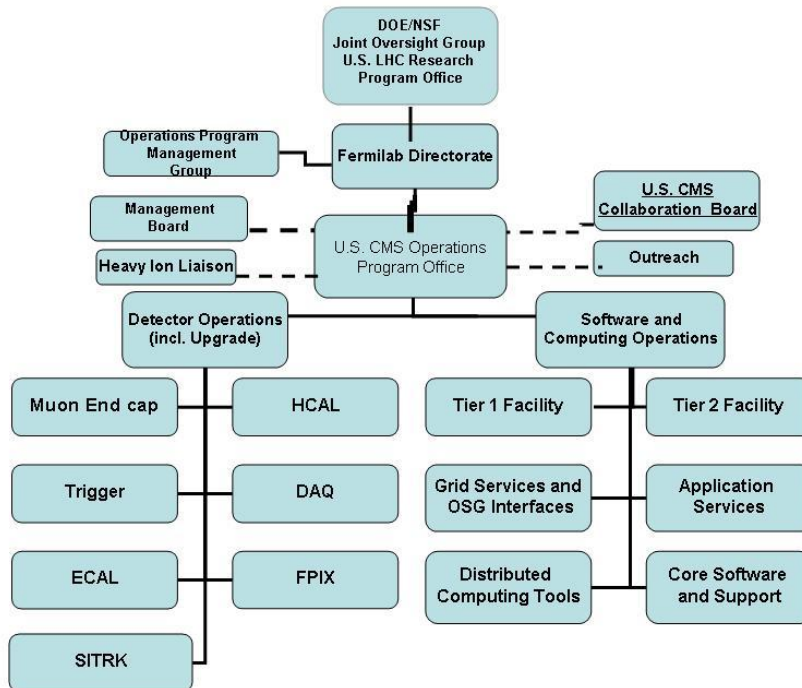 DOE/NSF
Joint Oversight Group
U.S. LHC Research
Program Office
Operations Program
Management
Group
Fermilab Directorate
Management
Board
U.S. CMS
Collaboration Board
U.S. CMS Operations
Program Office
Heavy Ion Liaison
Outreach
Detector Operations
(incl. Upgrade)
Software and
Computing Operations
Muon End cap
HCAL
Tier 1 Facility
Tier 2 Facility
Trigger
DAQ
Grid Services and
OSG Interfaces
Application
Services
ECAL
FPIX
Distributed
Computing Tools
Core Software
and Support
SITRK